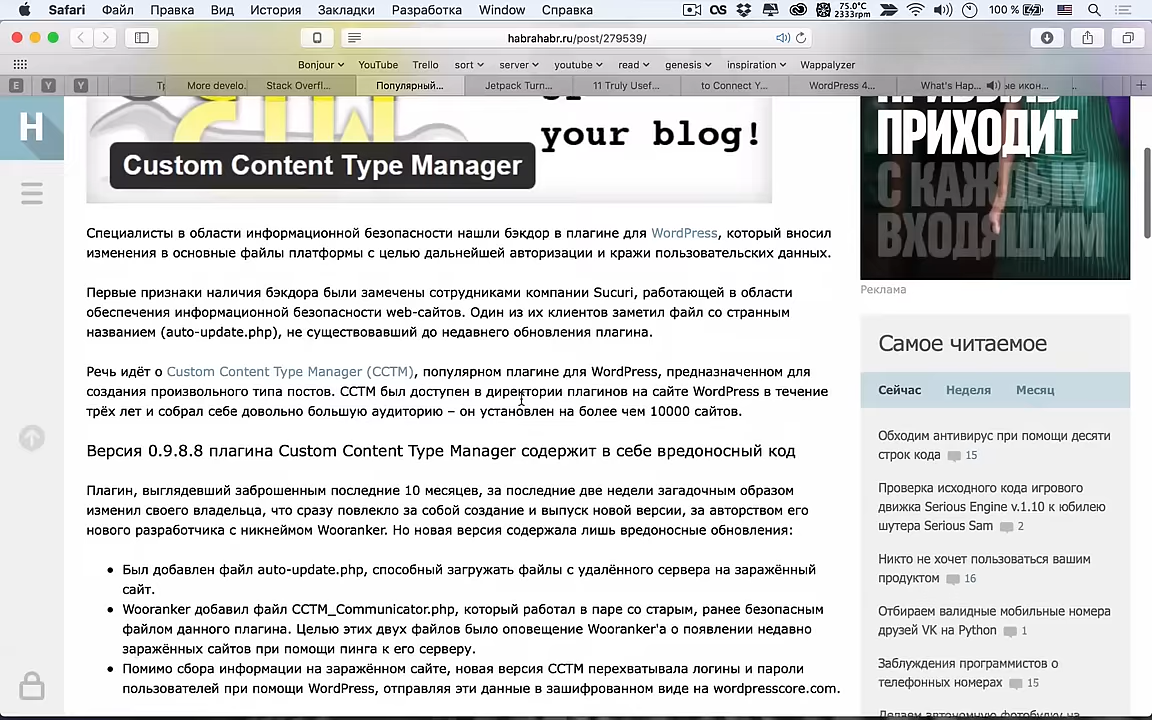 Safari Файл Правка Вид История Закладки Разработка Window Справка 75.0°C 2333rpm 100 %
habrahabr.ru/post/279539/
Bonjour YouTube Trello sort server youtube read genesis inspiration Wappalyzer
E Y Y More develo. Stack Overfl... Популярный... Jetpack Turn... 11 Truly Usef... to Connect Y... WordPress 4... What's Hap...
H
your blog!
Custom Content Type Manager
Специалисты в области информационной безопасности нашли бэкдор в плагине для WordPress, который вносил
изменения в основные файлы платформы с целью дальнейшей авторизации и кражи пользовательских данных.
Первые признаки наличия бэкдора были замечены сотрудниками компании Sucuri, работающей в области
обеспечения информационной безопасности web-сайтов. Один из их клиентов заметил файл со странным
названием (auto-update.php), не существовавший до недавнего обновления плагина.
Речь идёт о Custom Content Type Manager (CCTM), популярном плагине для WordPress, предназначенном для
создания произвольного типа постов. CCTM был доступен в директории плагинов на сайте WordPress в течение
трёх лет и собрал себе довольно большую аудиторию – он установлен на более чем 10000 сайтов.
Версия 0.9.8.8 плагина Custom Content Type Manager содержит в себе вредоносный код
Плагин, выглядевший заброшенным последние 10 месяцев, за последние две недели загадочным образом
изменил своего владельца, что сразу повлекло за собой создание и выпуск новой версии, за авторством его
нового разработчика с никнеймом Wooranker. Но новая версия содержала лишь вредоносные обновления:
• Был добавлен файл auto-update.php, способный загружать файлы с удалённого сервера на заражённый
сайт.
• Wooranker добавил файл CCTM_Communicator.php, который работал в паре со старым, ранее безопасным
файлом данного плагина. Целью этих двух файлов было оповещение Wooranker'а о появлении недавно
заражённых сайтов при помощи пинга к его серверу.
• Помимо сбора информации на заражённом сайте, новая версия CCTM перехватывала логины и пароли
пользователей при помощи WordPress, отправляя эти данные в зашифрованном виде на wordpresscore.com.
ПРИХОДИТ
С КАЖДЫМ
ВХОДЯЩИМ
Реклама
Самое читаемое
Сейчас Неделя Месяц
Обходим антивирус при помощи десяти
строк кода 15
Проверка исходного кода игрового
движка Serious Engine v.1.10 к юбилею
шутера Serious Sam 2
Никто не хочет пользоваться вашим
продуктом 16
Отбираем валидные мобильные номера
друзей VK на Python 1
Заблуждения программистов о
телефонных номерах 15
Делаем автономную фотобудку на